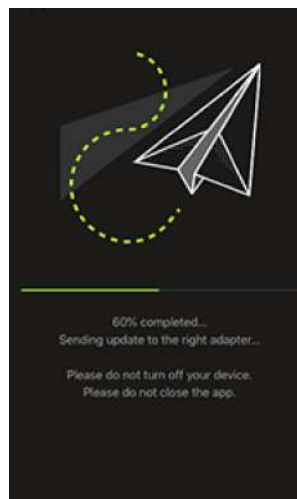 60% completed...
Sending update to the right adapter...
Please do not turn off your device.
Please do not close the app.